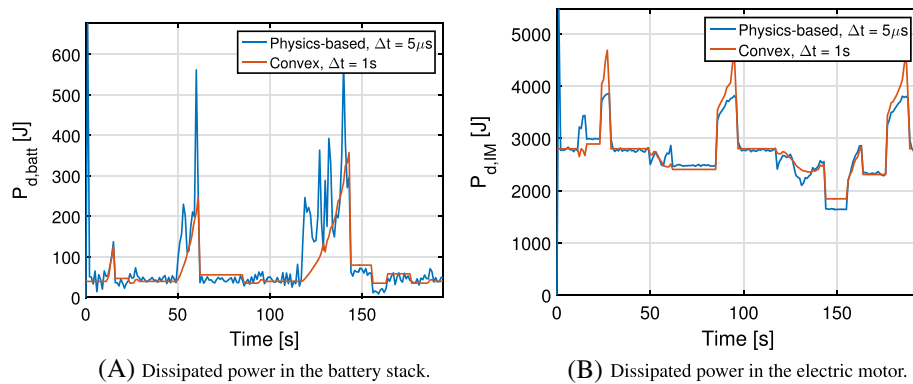 Physics-based, Δt = 5μs
Convex, Δt = 1s
P_d,batt [J]
600
500
400
300
200
100
0
0 50 100 150
Time [s]
(A) Dissipated power in the battery stack.
Physics-based, Δt = 5μs
Convex, Δt = 1s
P_d,IM [J]
5000
4000
3000
2000
1000
0
0 50 100 150
Time [s]
(B) Dissipated power in the electric motor.